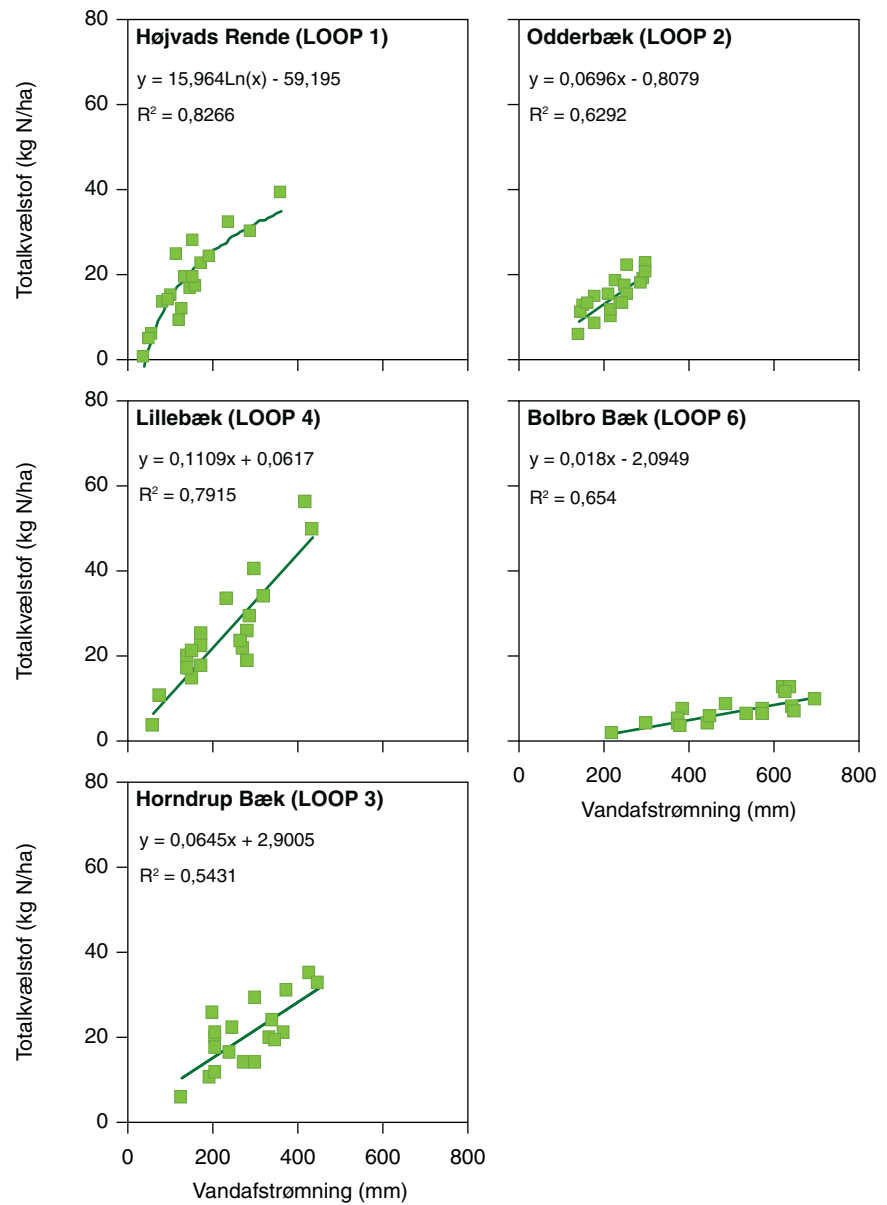 Totalkvælstof (kg N/ha)
80
60
40
20
0
Højvads Rende (LOOP 1)
y = 15,964Ln(x) - 59,195
R² = 0,8266
Odderbæk (LOOP 2)
y = 0,0696x - 0,8079
R² = 0,6292
Totalkvælstof (kg N/ha)
80
60
40
20
0
Lillebæk (LOOP 4)
y = 0,1109x + 0,0617
R² = 0,7915
Bolbro Bæk (LOOP 6)
y = 0,018x - 2,0949
R² = 0,654
0 200 400 600 800
Vandafstrømning (mm)
Totalkvælstof (kg N/ha)
80
60
40
20
0
Horndrup Bæk (LOOP 3)
y = 0,0645x + 2,9005
R² = 0,5431
0 200 400 600 800
Vandafstrømning (mm)